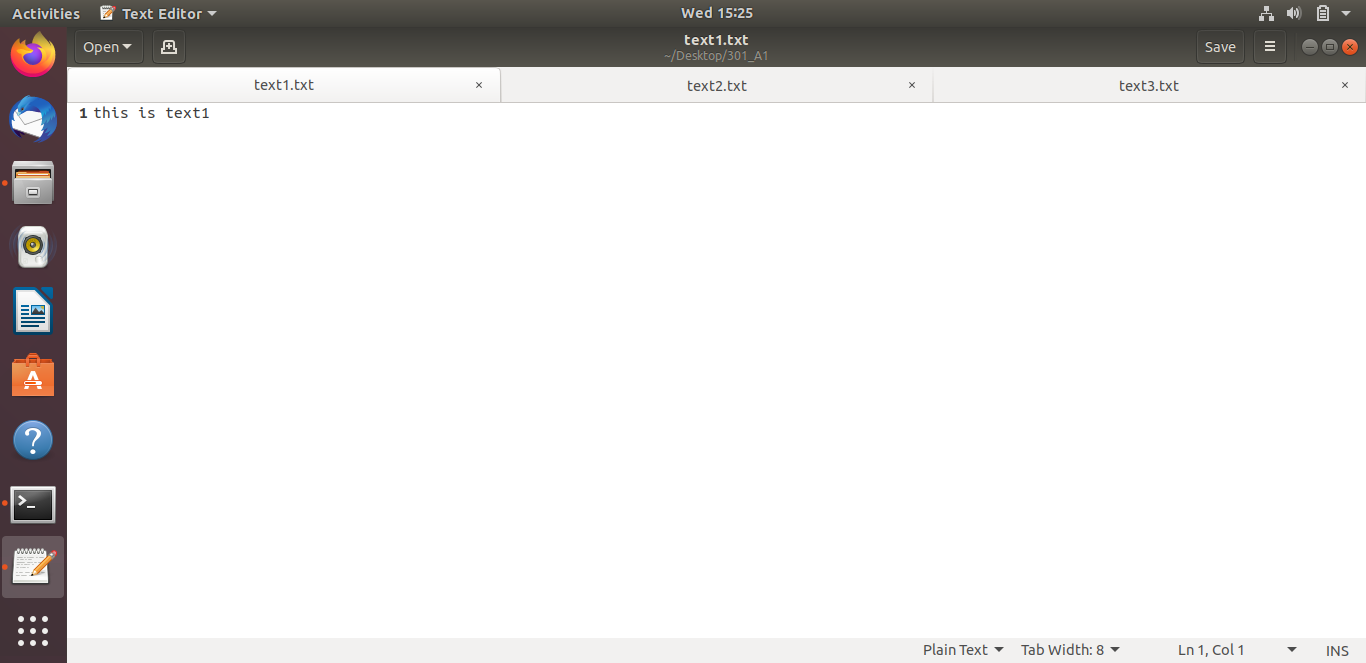 Activities Text Editor Wed 15:25
Open text1.txt Save
~/Desktop/301_A1
text1.txt × text2.txt × text3.txt ×
1 this is text1
Plain Text Tab Width: 8 Ln 1, Col 1 INS